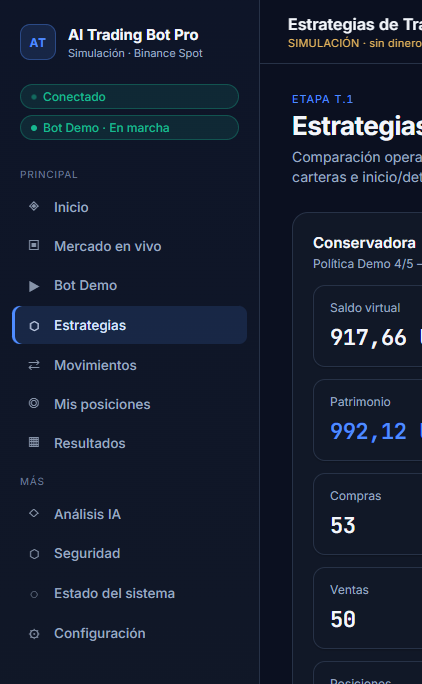 AI
AI Trading Bot Pro
Simulación · Binance Spot
Conectado
Bot Demo · En marcha
PRINCIPAL
Inicio
Mercado en vivo
Bot Demo
Estrategias
Movimientos
Mis posiciones
Resultados
MÁS
Análisis IA
Seguridad
Estado del sistema
Configuración
Estrategias de Tra
SIMULACIÓN · sin dinero
ETAPA T.1
Estrategias
Comparación opera
carteras e inicio/det
Conservadora
Política Demo 4/5 –
Saldo virtual
917,66
Patrimonio
992,12
Compras
53
Ventas
50
Posiciones